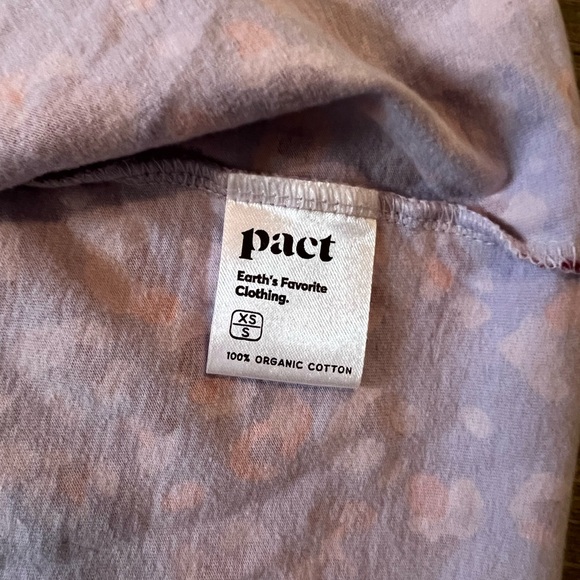 pact
Earth's Favorite
Clothing.
XS
S
100% ORGANIC COTTON